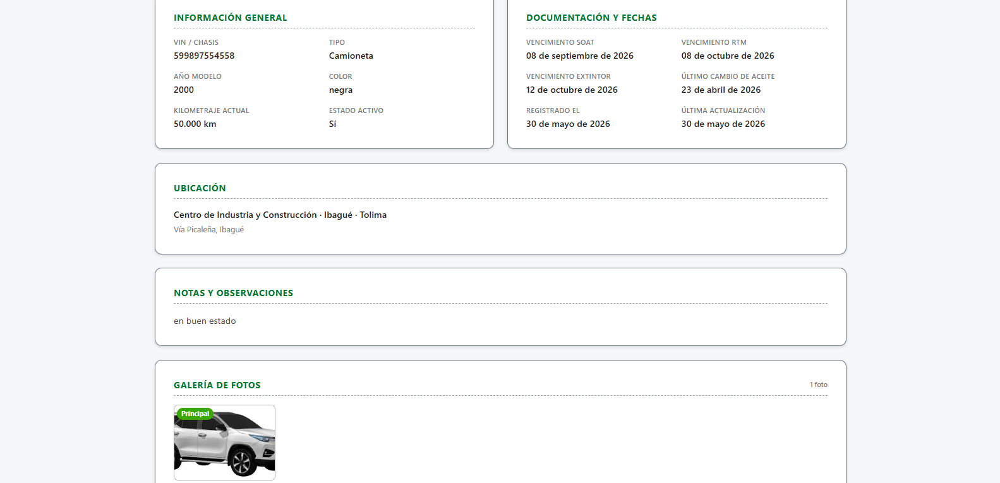 INFORMACIÓN GENERAL
VIN / CHASIS
599897554558
TIPO
Camioneta
AÑO MODELO
2000
COLOR
negra
KILOMETRAJE ACTUAL
50.000 km
ESTADO ACTIVO
Sí
DOCUMENTACIÓN Y FECHAS
VENCIMIENTO SOAT
08 de septiembre de 2026
VENCIMIENTO RTM
08 de octubre de 2026
VENCIMIENTO EXTINTOR
12 de octubre de 2026
ÚLTIMO CAMBIO DE ACEITE
23 de abril de 2026
REGISTRADO EL
30 de mayo de 2026
ÚLTIMA ACTUALIZACIÓN
30 de mayo de 2026
UBICACIÓN
Centro de Industria y Construcción · Ibagué · Tolima
Vía Picaleña, Ibagué
NOTAS Y OBSERVACIONES
en buen estado
GALERÍA DE FOTOS
1 foto
Principal